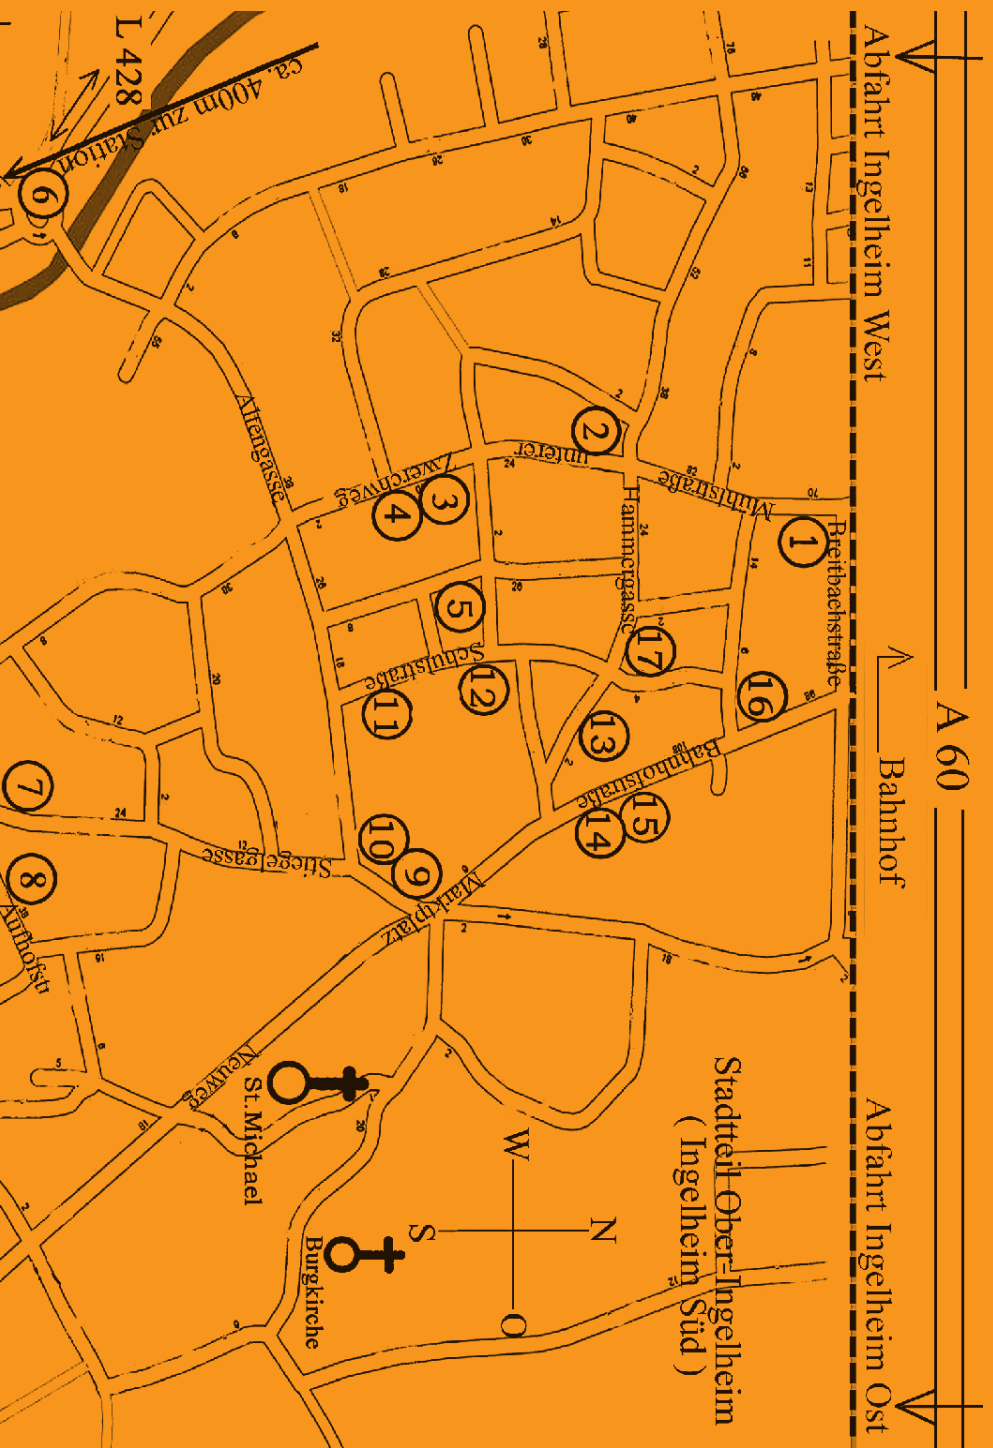 A 60
Abfahrt Ingelheim West
Bahnhof
Abfahrt Ingelheim Ost
Stadtteil Ober-Ingelheim
( Ingelheim Süd )
N
W
O
S
L 428
ca. 400m zur Station
Breitbachstraße
Mühlstraße
unterer
Zwerchweg
Hammergasse
Altengasse
Schulstraße
Bahnhofstraße
Marktplatz
Stiegelgasse
Aufhofstr
Neuweg
St.Michael
Burgkirche
1
2
3
4
5
6
7
8
9
10
11
12
13
14
15
16
17